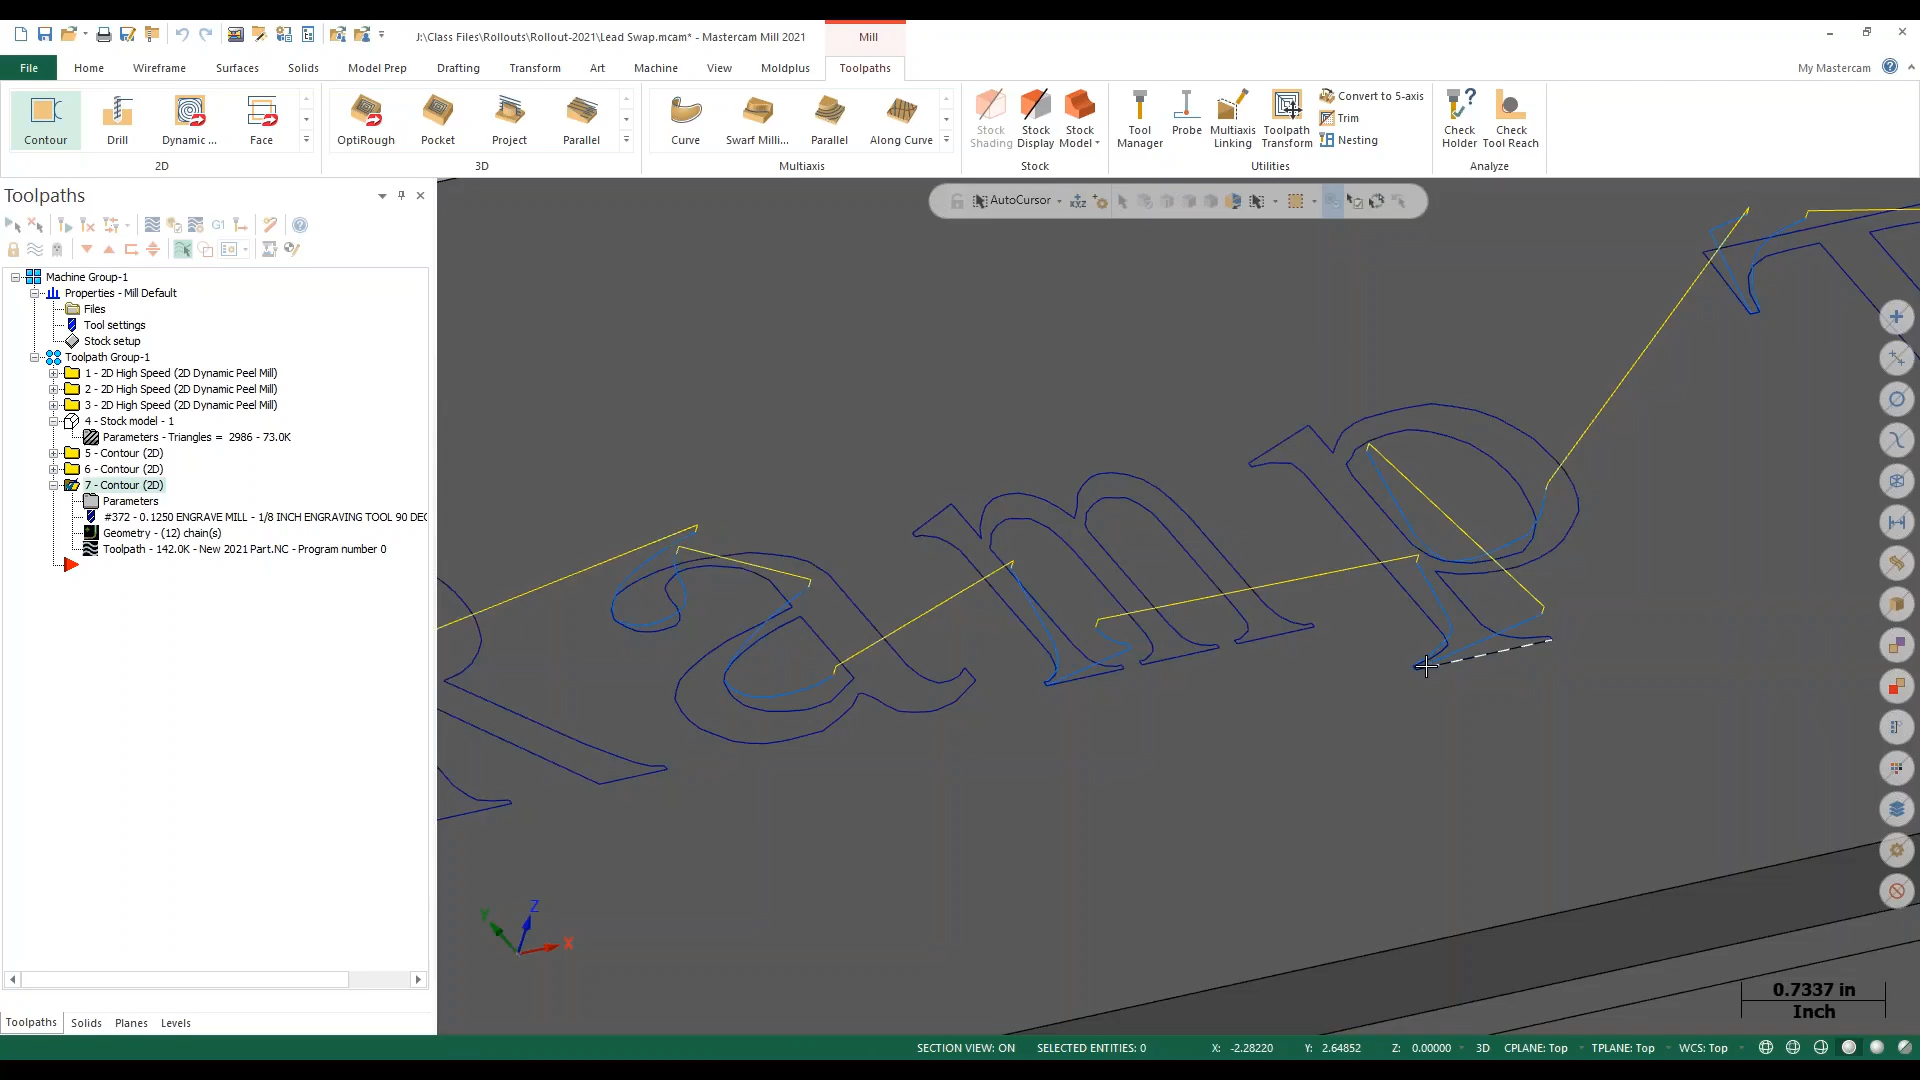 J:\Class Files\Rollouts\Rollout-2021\Lead Swap.mcam* - Mastercam Mill 2021
Mill
File Home Wireframe Surfaces Solids Model Prep Drafting Transform Art Machine View Moldplus Toolpaths My Mastercam
Contour Drill Dynamic ... Face OptiRough Pocket Project Parallel Curve Swarf Milli... Parallel Along Curve
Stock Shading Stock Display Stock Model Tool Manager Probe Multiaxis Linking Toolpath Transform
Convert to 5-axis
Trim
Nesting
Check Holder Check Tool Reach
2D 3D Multiaxis Stock Utilities Analyze
Toolpaths
AutoCursor
G1
Machine Group-1
Properties - Mill Default
Files
Tool settings
Stock setup
Toolpath Group-1
1 - 2D High Speed (2D Dynamic Peel Mill)
2 - 2D High Speed (2D Dynamic Peel Mill)
3 - 2D High Speed (2D Dynamic Peel Mill)
4 - Stock model - 1
Parameters - Triangles = 2986 - 73.0K
5 - Contour (2D)
6 - Contour (2D)
7 - Contour (2D)
Parameters
#372 - 0.1250 ENGRAVE MILL - 1/8 INCH ENGRAVING TOOL 90 DEG
Geometry - (12) chain(s)
Toolpath - 142.0K - New 2021 Part.NC - Program number 0
amp
Y Z X
0.7337 in
Inch
Toolpaths Solids Planes Levels
SECTION VIEW: ON SELECTED ENTITIES: 0 X: -2.28220 Y: 2.64852 Z: 0.00000 3D CPLANE: Top TPLANE: Top WCS: Top